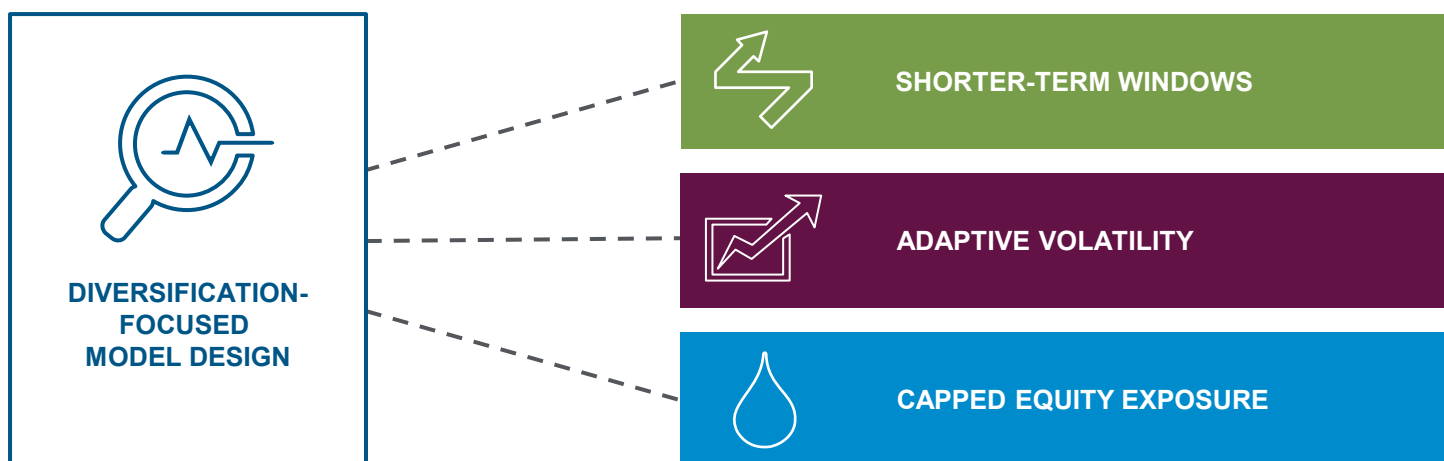 DIVERSIFICATION-
FOCUSED
MODEL DESIGN
SHORTER-TERM WINDOWS
ADAPTIVE VOLATILITY
CAPPED EQUITY EXPOSURE